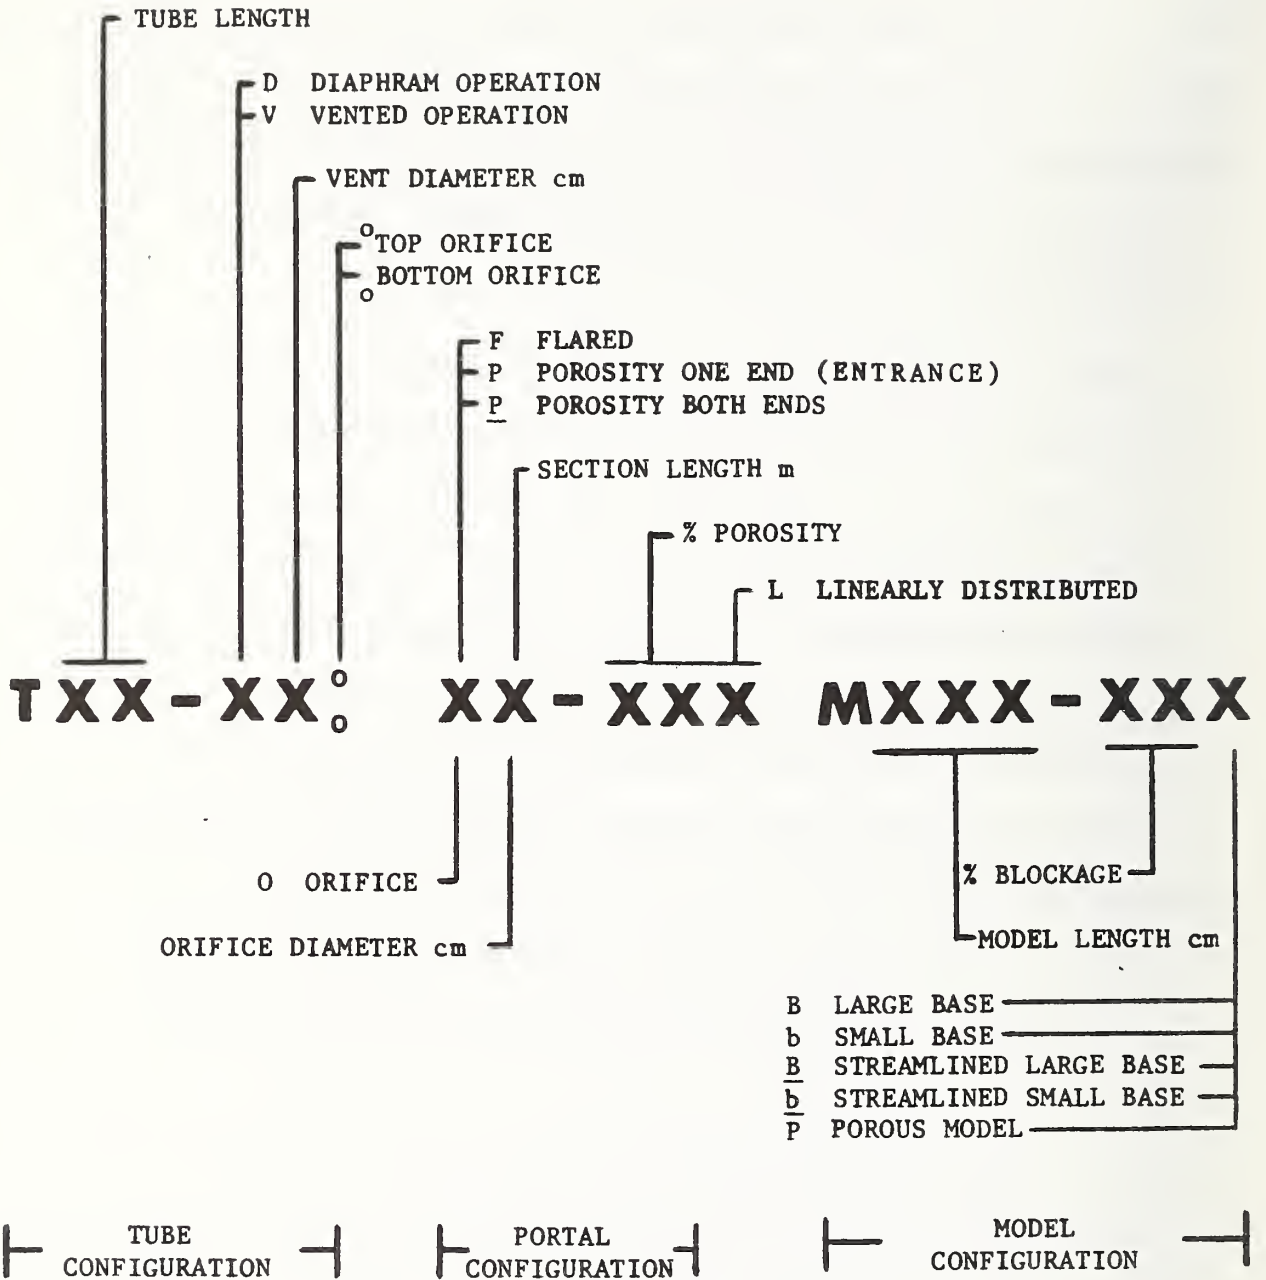 TUBE LENGTH
D DIAPHRAM OPERATION
V VENTED OPERATION
VENT DIAMETER cm
o TOP ORIFICE
BOTTOM ORIFICE
o
F FLARED
P POROSITY ONE END (ENTRANCE)
P POROSITY BOTH ENDS
SECTION LENGTH m
% POROSITY
L LINEARLY DISTRIBUTED
TXX-XX o o XX-XXX MXXX-XXX
O ORIFICE
% BLOCKAGE
ORIFICE DIAMETER cm
MODEL LENGTH cm
B LARGE BASE
b SMALL BASE
B STREAMLINED LARGE BASE
b STREAMLINED SMALL BASE
P POROUS MODEL
TUBE CONFIGURATION
PORTAL CONFIGURATION
MODEL CONFIGURATION